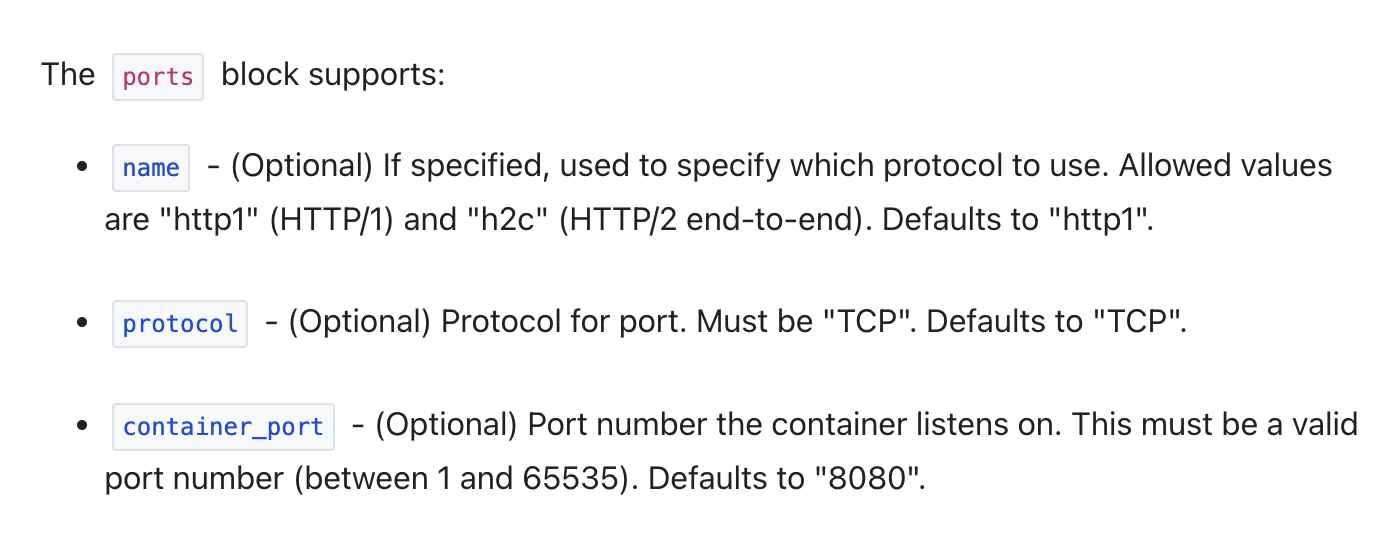 The ports block supports:
• name - (Optional) If specified, used to specify which protocol to use. Allowed values
are "http1" (HTTP/1) and "h2c" (HTTP/2 end-to-end). Defaults to "http1".
• protocol - (Optional) Protocol for port. Must be "TCP". Defaults to "TCP".
• container_port - (Optional) Port number the container listens on. This must be a valid
port number (between 1 and 65535). Defaults to "8080".